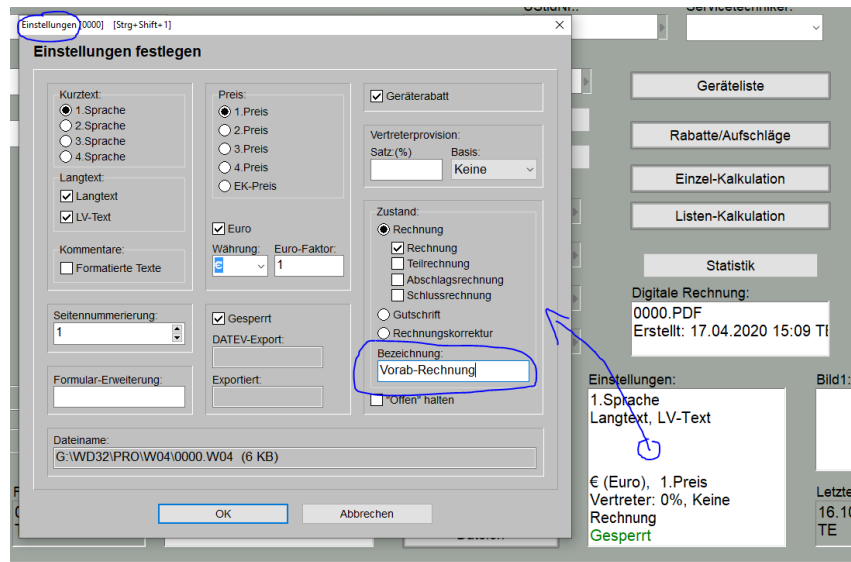 UStIdNr.:
Servicetechniker:
Einstellungen [0000] [Strg+Shift+1]
Einstellungen festlegen
Kurztext:
1.Sprache
2.Sprache
3.Sprache
4.Sprache
Langtext:
Langtext
LV-Text
Kommentare:
Formatierte Texte
Seitennummerierung:
1
Formular-Erweiterung:
Preis:
1.Preis
2.Preis
3.Preis
4.Preis
EK-Preis
Euro
Währung: Euro-Faktor:
€ 1
Gesperrt
DATEV-Export:
Exportiert:
Geräterabatt
Vertreterprovision:
Satz:(%) Basis:
Keine
Zustand:
Rechnung
Rechnung
Teilrechnung
Abschlagsrechnung
Schlussrechnung
Gutschrift
Rechnungskorrektur
Bezeichnung:
Vorab-Rechnung
"Offen" halten
Dateiname:
G:\WD32\PRO\W04\0000.W04 (6 KB)
OK
Abbrechen
Geräteliste
Rabatte/Aufschläge
Einzel-Kalkulation
Listen-Kalkulation
Statistik
Digitale Rechnung:
0000.PDF
Erstellt: 17.04.2020 15:09 TE
Einstellungen:
1.Sprache
Langtext, LV-Text
€ (Euro), 1.Preis
Vertreter: 0%, Keine
Rechnung
Gesperrt
Bild1:
Letzte
16.10
TE